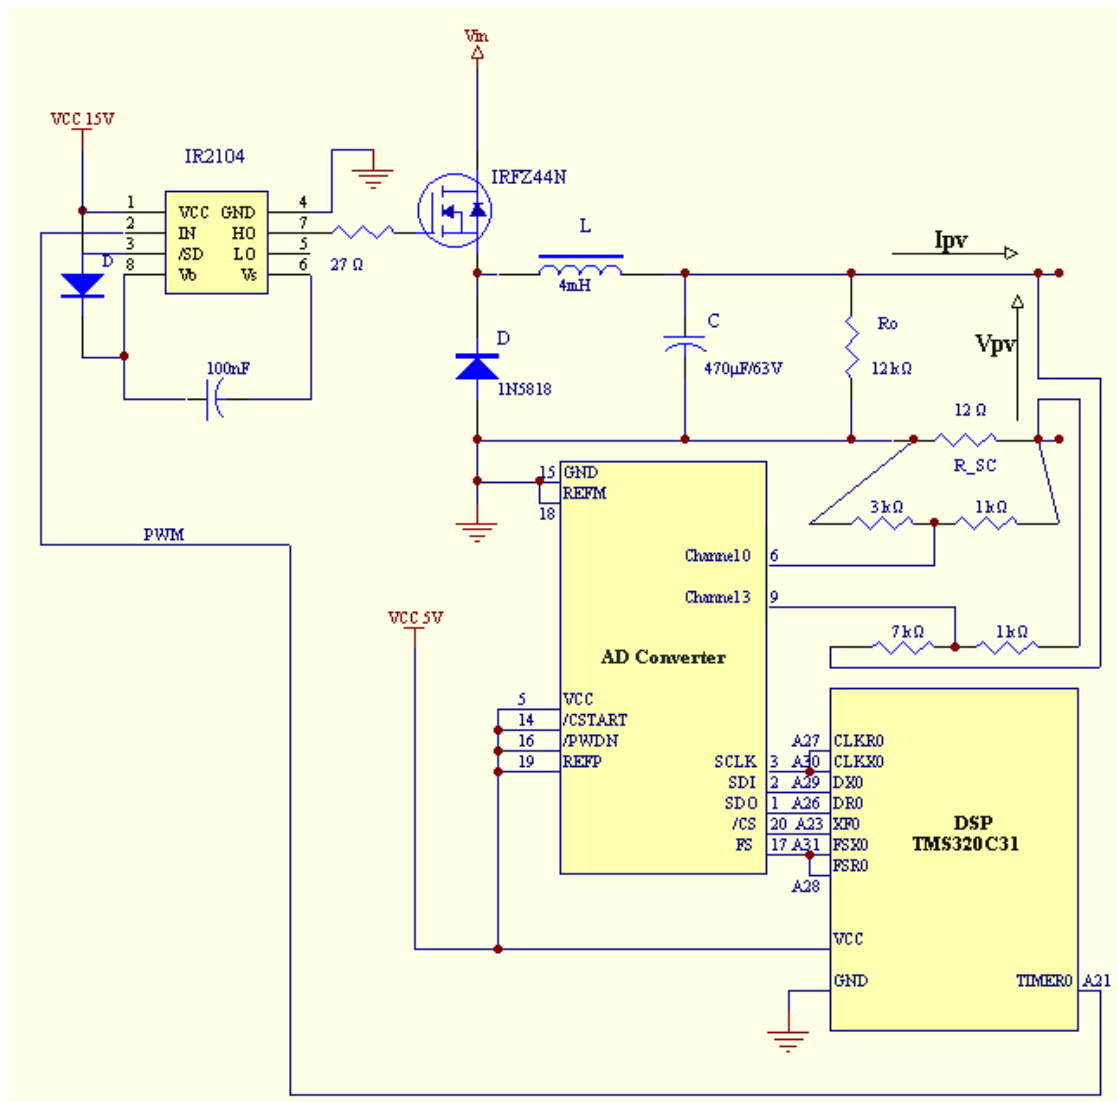 Vin
VCC 15V
IR2104
IRFZ44N
1 VCC GND 4
2 IN HO 7
3 /SD LO 5
8 Vb Vs 6
D
27 Ω
L
4mH
Ipv
100nF
D
1N5818
C
470µF/63V
Ro
12kΩ
Vpv
12 Ω
R_SC
3kΩ
1kΩ
15 GND
REFM
18
PWM
Channel0 6
Channel3 9
VCC 5V
7kΩ
1kΩ
AD Converter
5 VCC
14 /CSTART
16 /PWDN
19 REFP
A27 CLKR0
SCLK 3 A30 CLKX0
SDI 2 A29 DX0
SDO 1 A26 DR0
/CS 20 A23 XF0
FS 17 A31 FSX0
FSR0
A28
DSP
TMS320C31
VCC
GND
TIMER0 A21